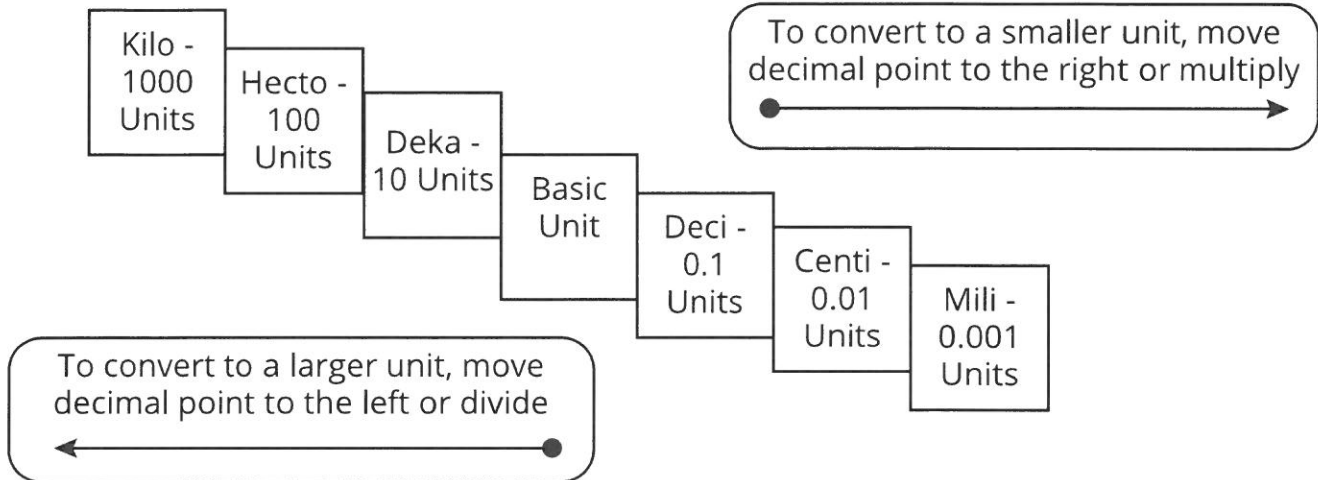 Kilo -
1000
Units
Hecto -
100
Units
Deka -
10 Units
Basic
Unit
Deci -
0.1
Units
Centi -
0.01
Units
Mili -
0.001
Units
To convert to a smaller unit, move
decimal point to the right or multiply
To convert to a larger unit, move
decimal point to the left or divide